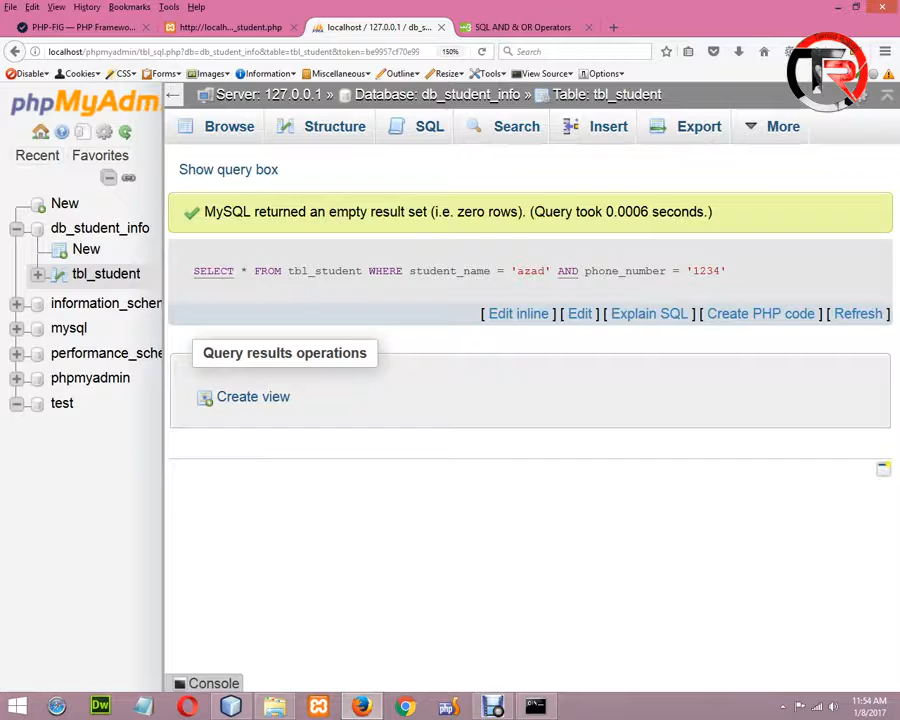 File Edit View History Bookmarks Tools Help
PHP-FIG — PHP Framewo... × http://localh..._student.php × localhost / 127.0.0.1 / db_s... × SQL AND & OR Operators × +
localhost/phpmyadmin/tbl_sql.php?db=db_student_info&table=tbl_student&token=be9957cf70e99 150% Search
Disable Cookies CSS Forms Images Information Miscellaneous Outline Resize Tools View Source Options
phpMyAdm
Server: 127.0.0.1 » Database: db_student_info » Table: tbl_student
Browse Structure SQL Search Insert Export More
Recent Favorites
Show query box
New
db_student_info
New
tbl_student
information_schen
mysql
performance_sche
phpmyadmin
test
MySQL returned an empty result set (i.e. zero rows). (Query took 0.0006 seconds.)
SELECT * FROM tbl_student WHERE student_name = 'azad' AND phone_number = '1234'
[ Edit inline ] [ Edit ] [ Explain SQL ] [ Create PHP code ] [ Refresh ]
Query results operations
Create view
Console
Dw
11:54 AM
1/8/2017